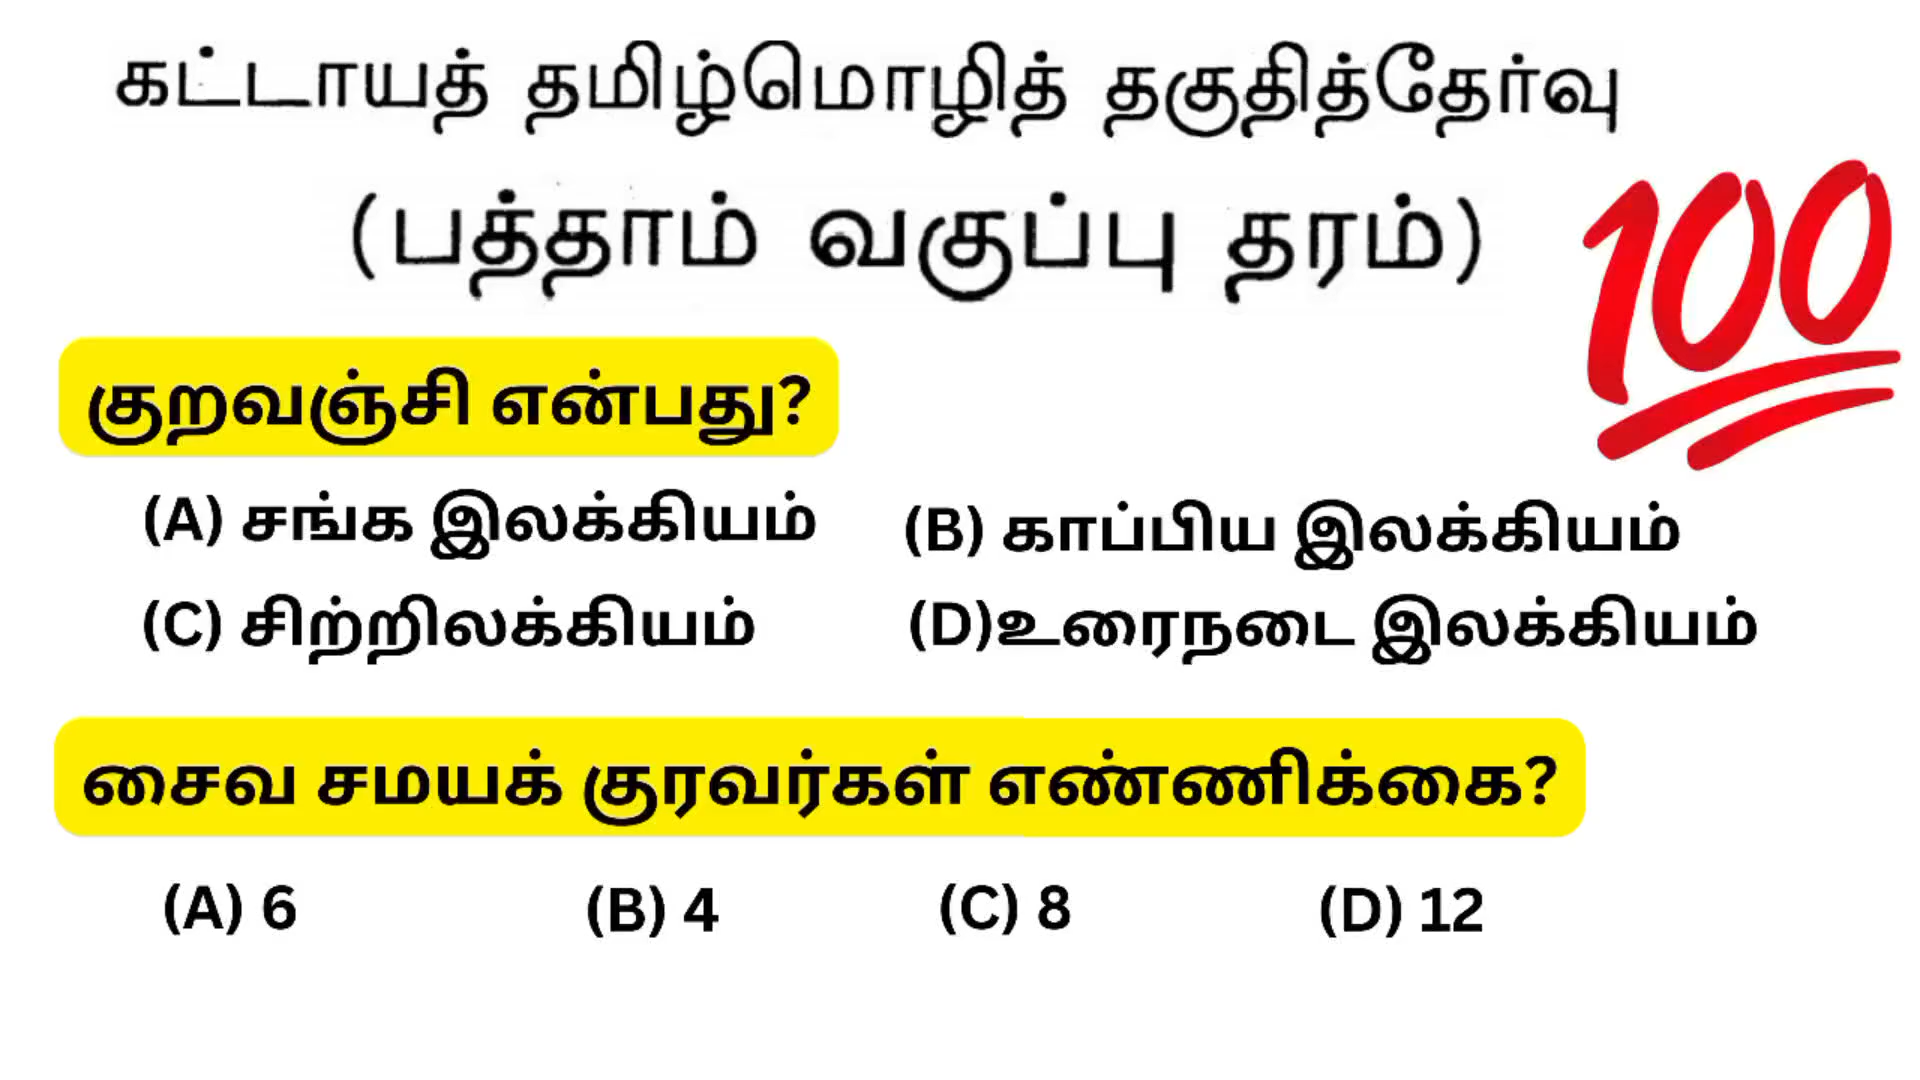 கட்டாயத் தமிழ்மொழித் தகுதித்தேர்வு
(பத்தாம் வகுப்பு தரம்)
100
குறவஞ்சி என்பது?
(A) சங்க இலக்கியம் (B) காப்பிய இலக்கியம்
(C) சிற்றிலக்கியம் (D)உரைநடை இலக்கியம்
சைவ சமயக் குரவர்கள் எண்ணிக்கை?
(A) 6 (B) 4 (C) 8 (D) 12